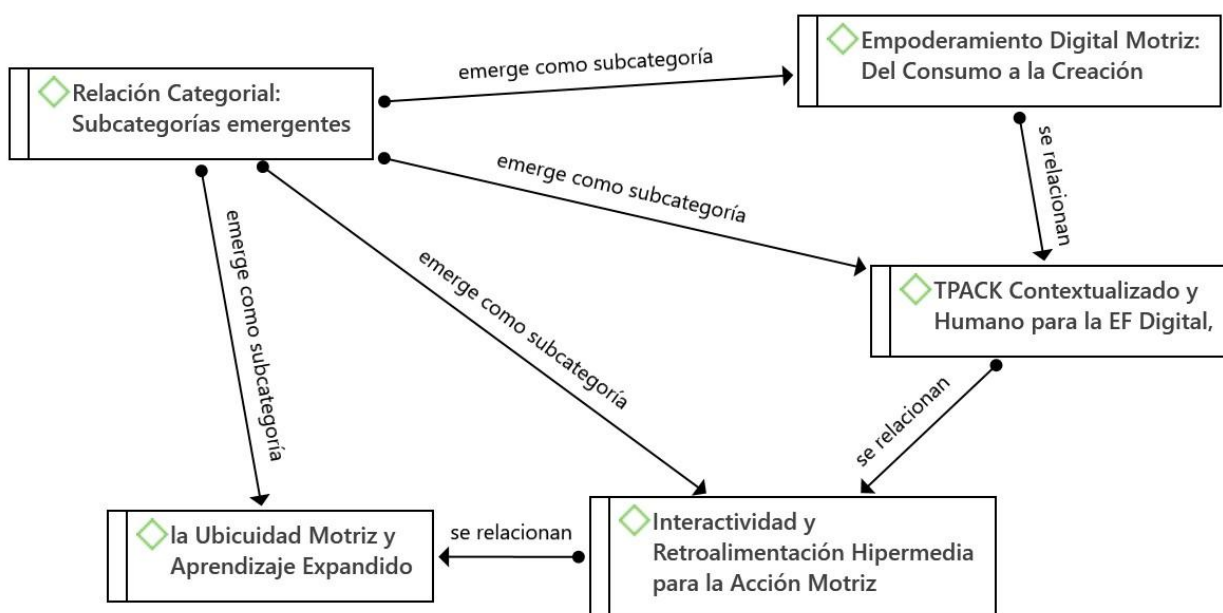 Relación Categorial:
Subcategorías emergentes
emerge como subcategoría
Empoderamiento Digital Motriz:
Del Consumo a la Creación
emerge como subcategoría
se relacionan
emerge como subcategoría
emerge como subcategoría
TPACK Contextualizado y
Humano para la EF Digital,
se relacionan
la Ubicuidad Motriz y
Aprendizaje Expandido
se relacionan
Interactividad y
Retroalimentación Hipermedia
para la Acción Motriz